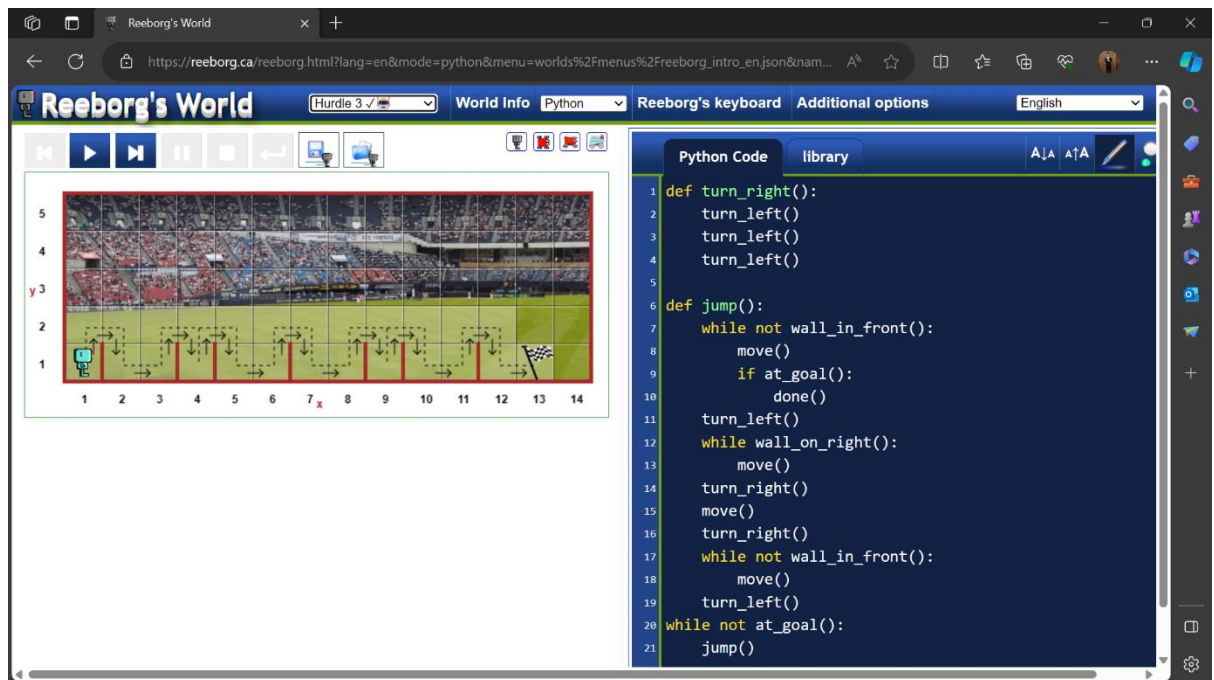 Reeborg's World
https://reeborg.ca/reeborg.html?lang=en&mode=python&menu=worlds%2Fmenus%2Freeborg_intro_en.json&nam...
Reeborg's World
Hurdle 3 ✓
World Info
Python
Reeborg's keyboard
Additional options
English
Python Code
library
A↓A A↑A
5
4
y 3
2
1
1 2 3 4 5 6 7 x 8 9 10 11 12 13 14
1 def turn_right():
2     turn_left()
3     turn_left()
4     turn_left()
5
6 def jump():
7     while not wall_in_front():
8         move()
9         if at_goal():
10             done()
11     turn_left()
12     while wall_on_right():
13         move()
14     turn_right()
15     move()
16     turn_right()
17     while not wall_in_front():
18         move()
19     turn_left()
20 while not at_goal():
21     jump()